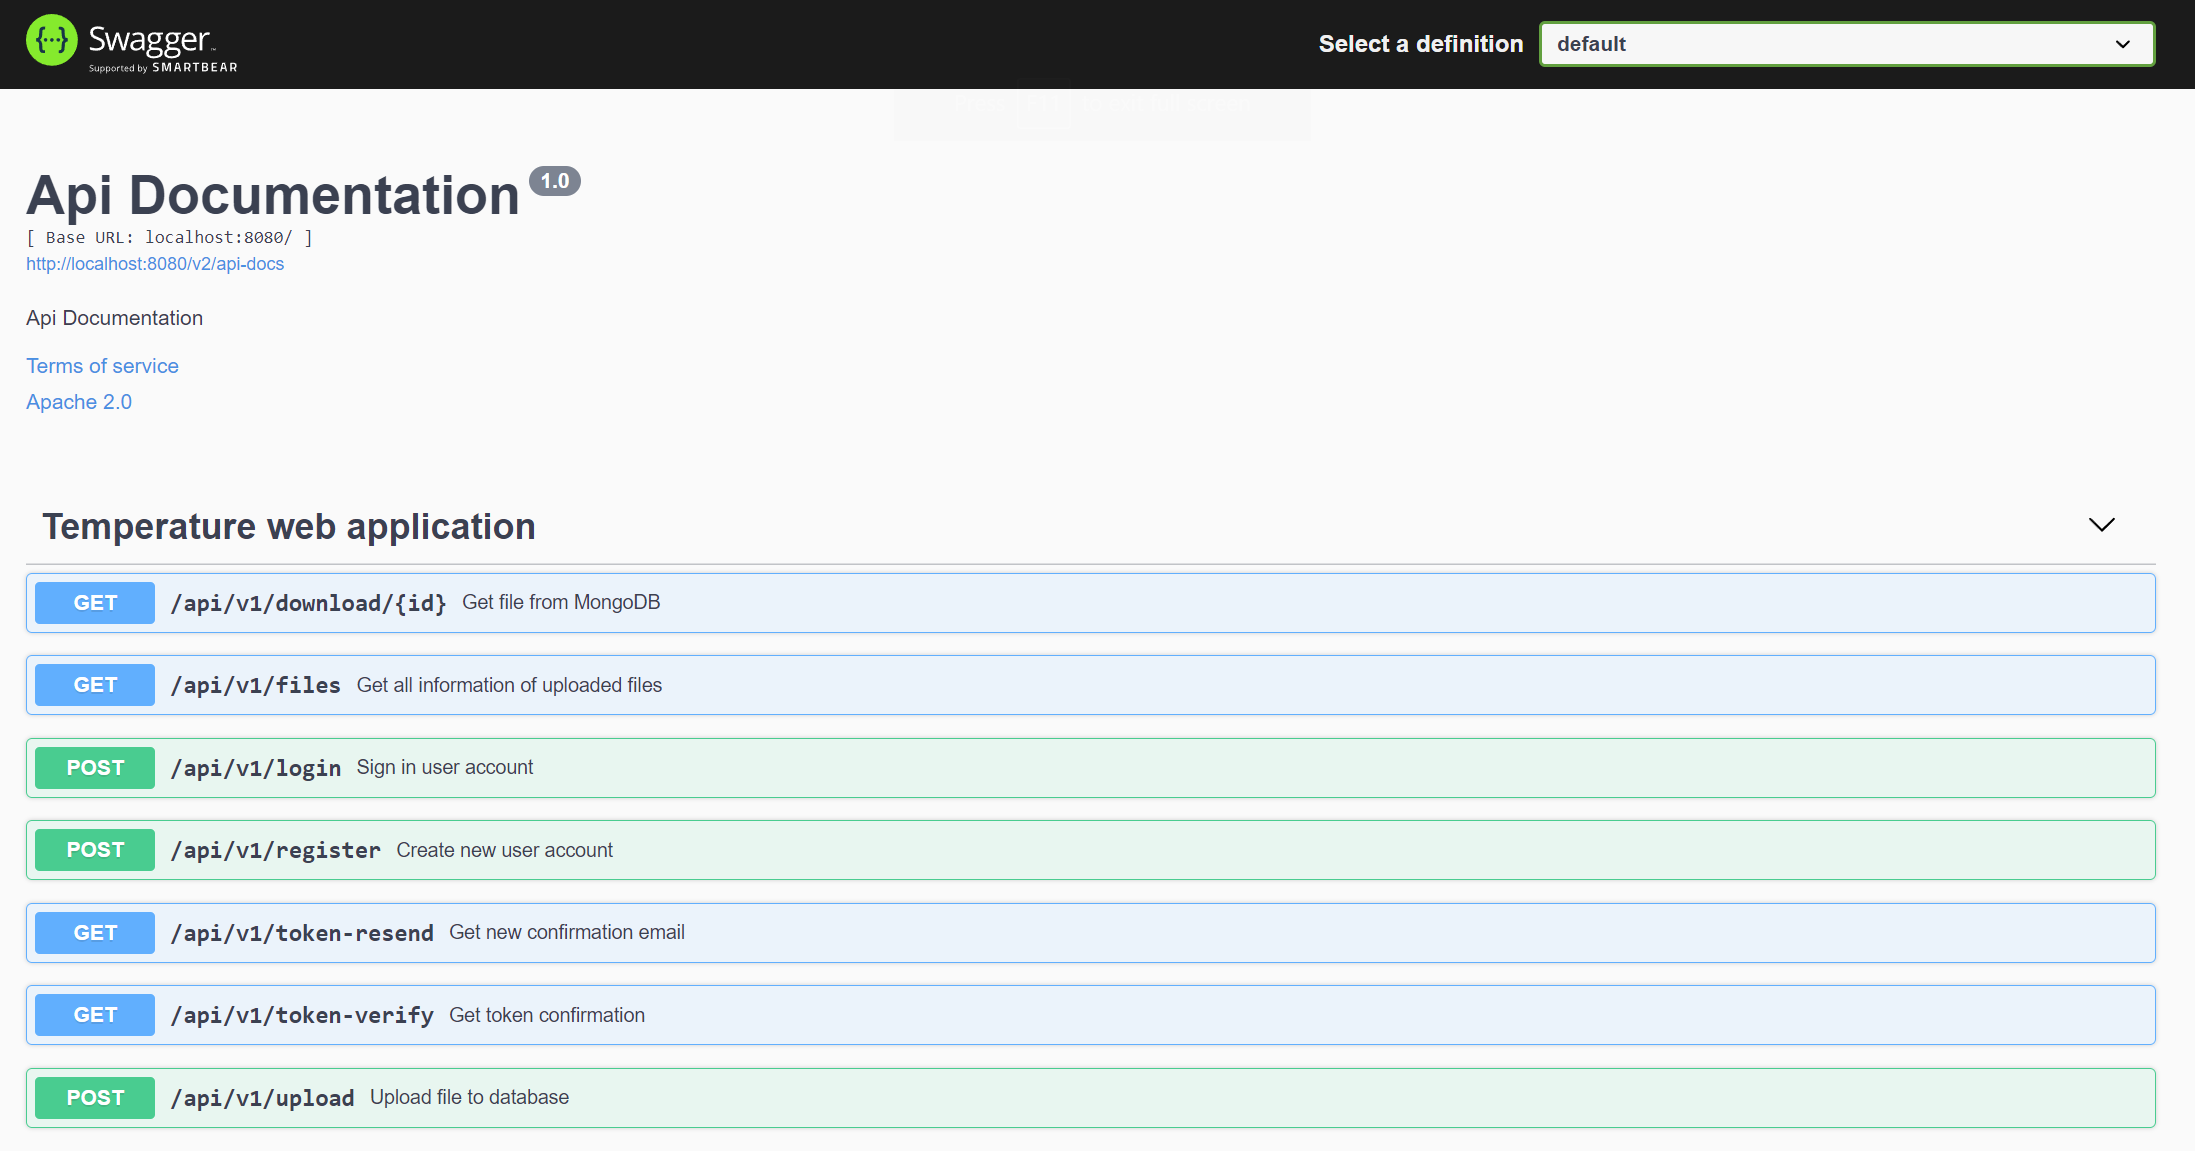 Swagger
Supported by SMARTBEAR
Select a definition
default
Api Documentation 1.0
[ Base URL: localhost:8080/ ]
http://localhost:8080/v2/api-docs
Api Documentation
Terms of service
Apache 2.0
Temperature web application
GET /api/v1/download/{id} Get file from MongoDB
GET /api/v1/files Get all information of uploaded files
POST /api/v1/login Sign in user account
POST /api/v1/register Create new user account
GET /api/v1/token-resend Get new confirmation email
GET /api/v1/token-verify Get token confirmation
POST /api/v1/upload Upload file to database